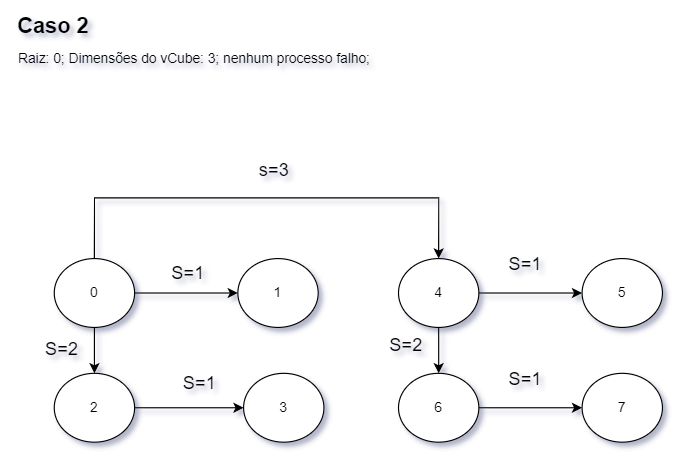 Caso 2
Raiz: 0; Dimensões do vCube: 3; nenhum processo falho;
s=3
S=1
S=1
0
1
4
5
S=2
S=2
S=1
S=1
2
3
6
7